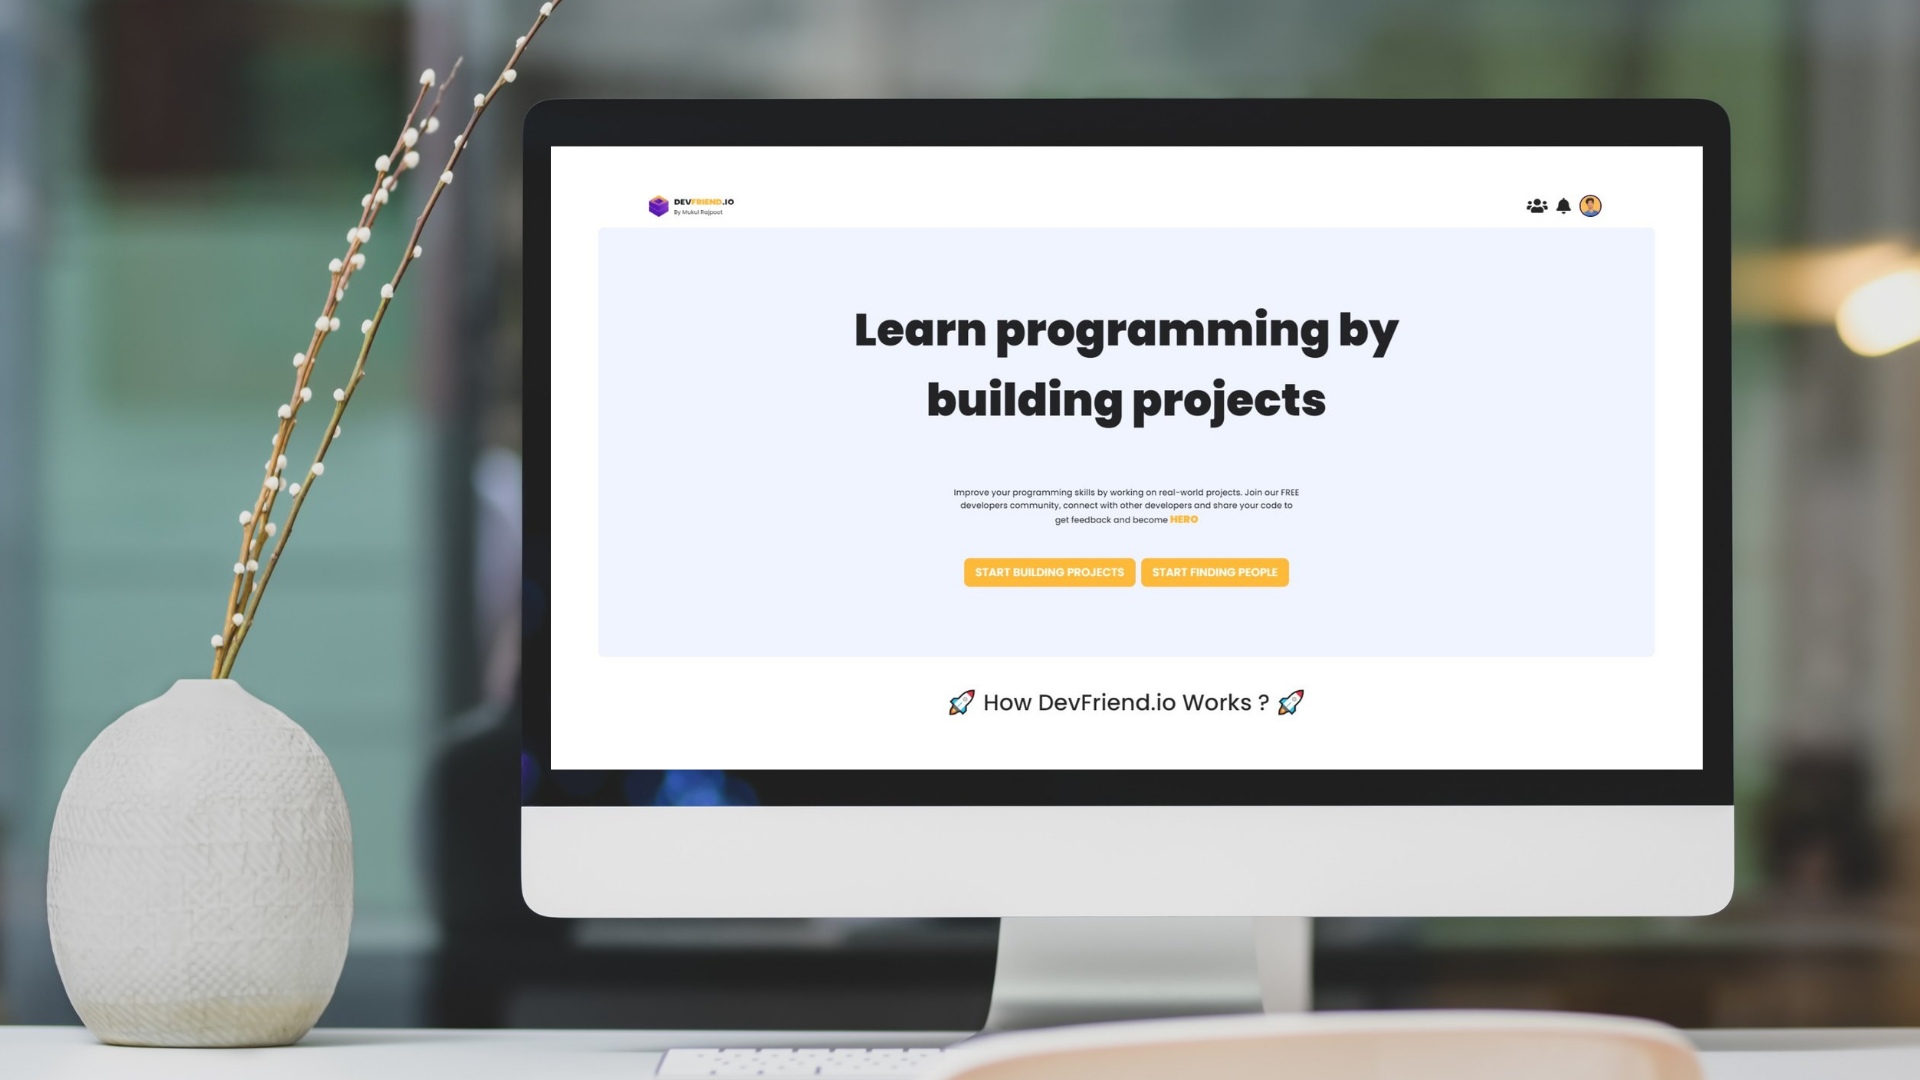 DEVFRIEND.IO
By Mukul Rajpoot
Learn programming by
building projects
Improve your programming skills by working on real-world projects. Join our FREE
developers community, connect with other developers and share your code to
get feedback and become HERO
START BUILDING PROJECTS START FINDING PEOPLE
🚀 How DevFriend.io Works ? 🚀